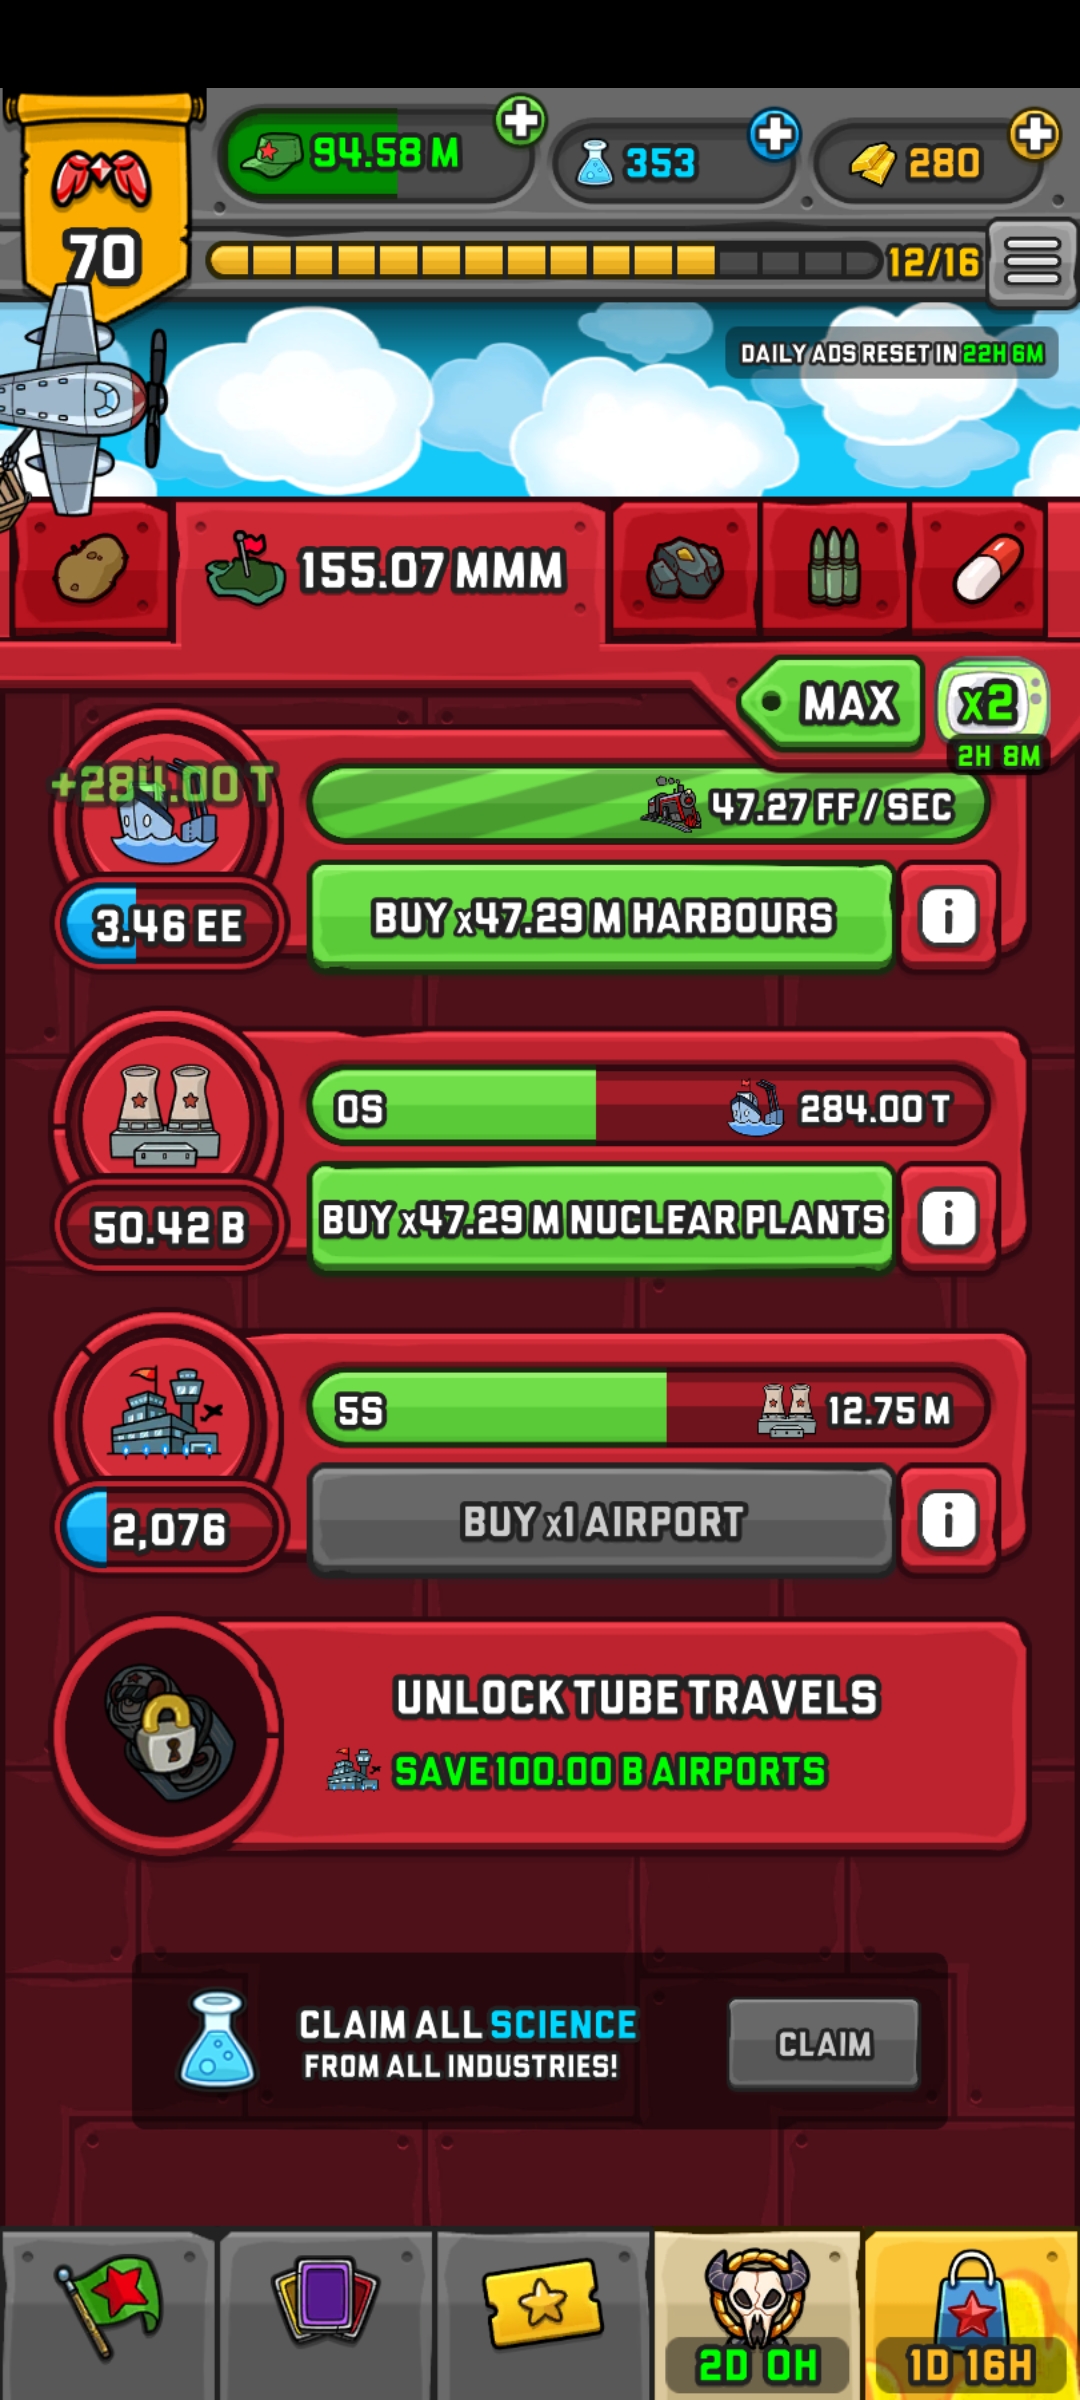 94.58 M
353
280
70
12/16
DAILY ADS RESET IN 22H 6M
155.07 MMM
MAX
x2
2H 8M
+284.00 T
47.27 FF / SEC
3.46 EE
BUY x47.29 M HARBOURS
i
0S
284.00 T
50.42 B
BUY x47.29 M NUCLEAR PLANTS
i
5S
12.75 M
2,076
BUY x1 AIRPORT
i
UNLOCK TUBE TRAVELS
SAVE 100.00 B AIRPORTS
CLAIM ALL SCIENCE
FROM ALL INDUSTRIES!
CLAIM
2D 0H
1D 16H